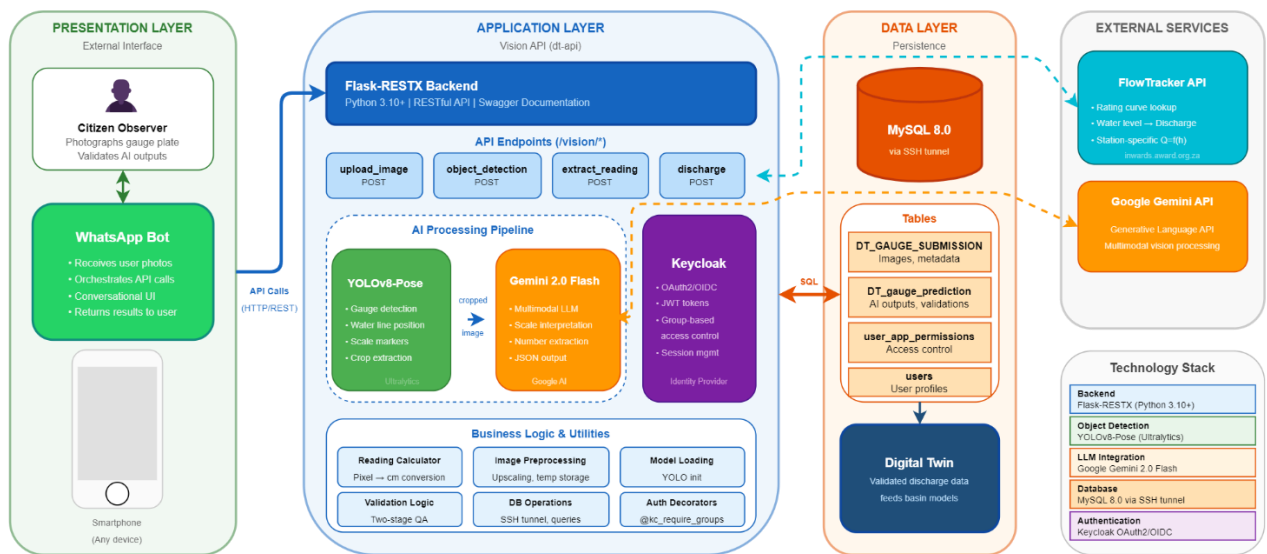 PRESENTATION LAYER
External Interface
Citizen Observer
Photographs gauge plate
Validates AI outputs
WhatsApp Bot
• Receives user photos
• Orchestrates API calls
• Conversational UI
• Returns results to user
Smartphone
(Any device)
API Calls
(HTTP/REST)
APPLICATION LAYER
Vision API (dt-api)
Flask-RESTX Backend
Python 3.10+ | RESTful API | Swagger Documentation
API Endpoints (/vision/*)
upload_image
POST
object_detection
POST
extract_reading
POST
discharge
POST
AI Processing Pipeline
YOLOv8-Pose
• Gauge detection
• Water line position
• Scale markers
• Crop extraction
Ultralytics
cropped
image
Gemini 2.0 Flash
• Multimodal LLM
• Scale interpretation
• Number extraction
• JSON output
Google AI
Keycloak
• OAuth2/OIDC
• JWT tokens
• Group-based
access control
• Session mgmt
Identity Provider
Business Logic & Utilities
Reading Calculator
Pixel → cm conversion
Image Preprocessing
Upscaling, temp storage
Model Loading
YOLO init
Validation Logic
Two-stage QA
DB Operations
SSH tunnel, queries
Auth Decorators
@kc_require_groups
SQL
DATA LAYER
Persistence
MySQL 8.0
via SSH tunnel
Tables
DT_GAUGE_SUBMISSION
Images, metadata
DT_gauge_prediction
AI outputs, validations
user_app_permissions
Access control
users
User profiles
Digital Twin
Validated discharge data
feeds basin models
EXTERNAL SERVICES
FlowTracker API
• Rating curve lookup
• Water level → Discharge
• Station-specific Q=f(h)
inwards.award.org.za
Google Gemini API
Generative Language API
Multimodal vision processing
Technology Stack
Backend
Flask-RESTX (Python 3.10+)
Object Detection
YOLOv8-Pose (Ultralytics)
LLM Integration
Google Gemini 2.0 Flash
Database
MySQL 8.0 via SSH tunnel
Authentication
Keycloak OAuth2/OIDC